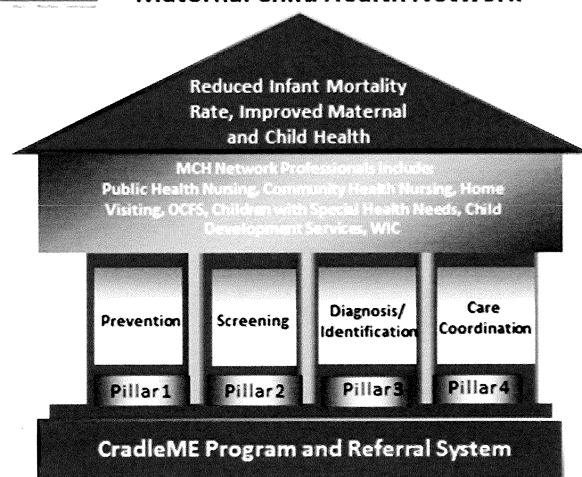 Maternal Child Health Network
Reduced Infant Mortality
Rate, Improved Maternal
and Child Health
MCH Network Professionals include:
Public Health Nursing, Community Health Nursing, Home
Visiting, OCFS, Children with Special Health Needs, Child
Development Services, WIC
Prevention
Screening
Diagnosis/
Identification
Care
Coordination
Pillar 1
Pillar 2
Pillar 3
Pillar 4
CradleME Program and Referral System